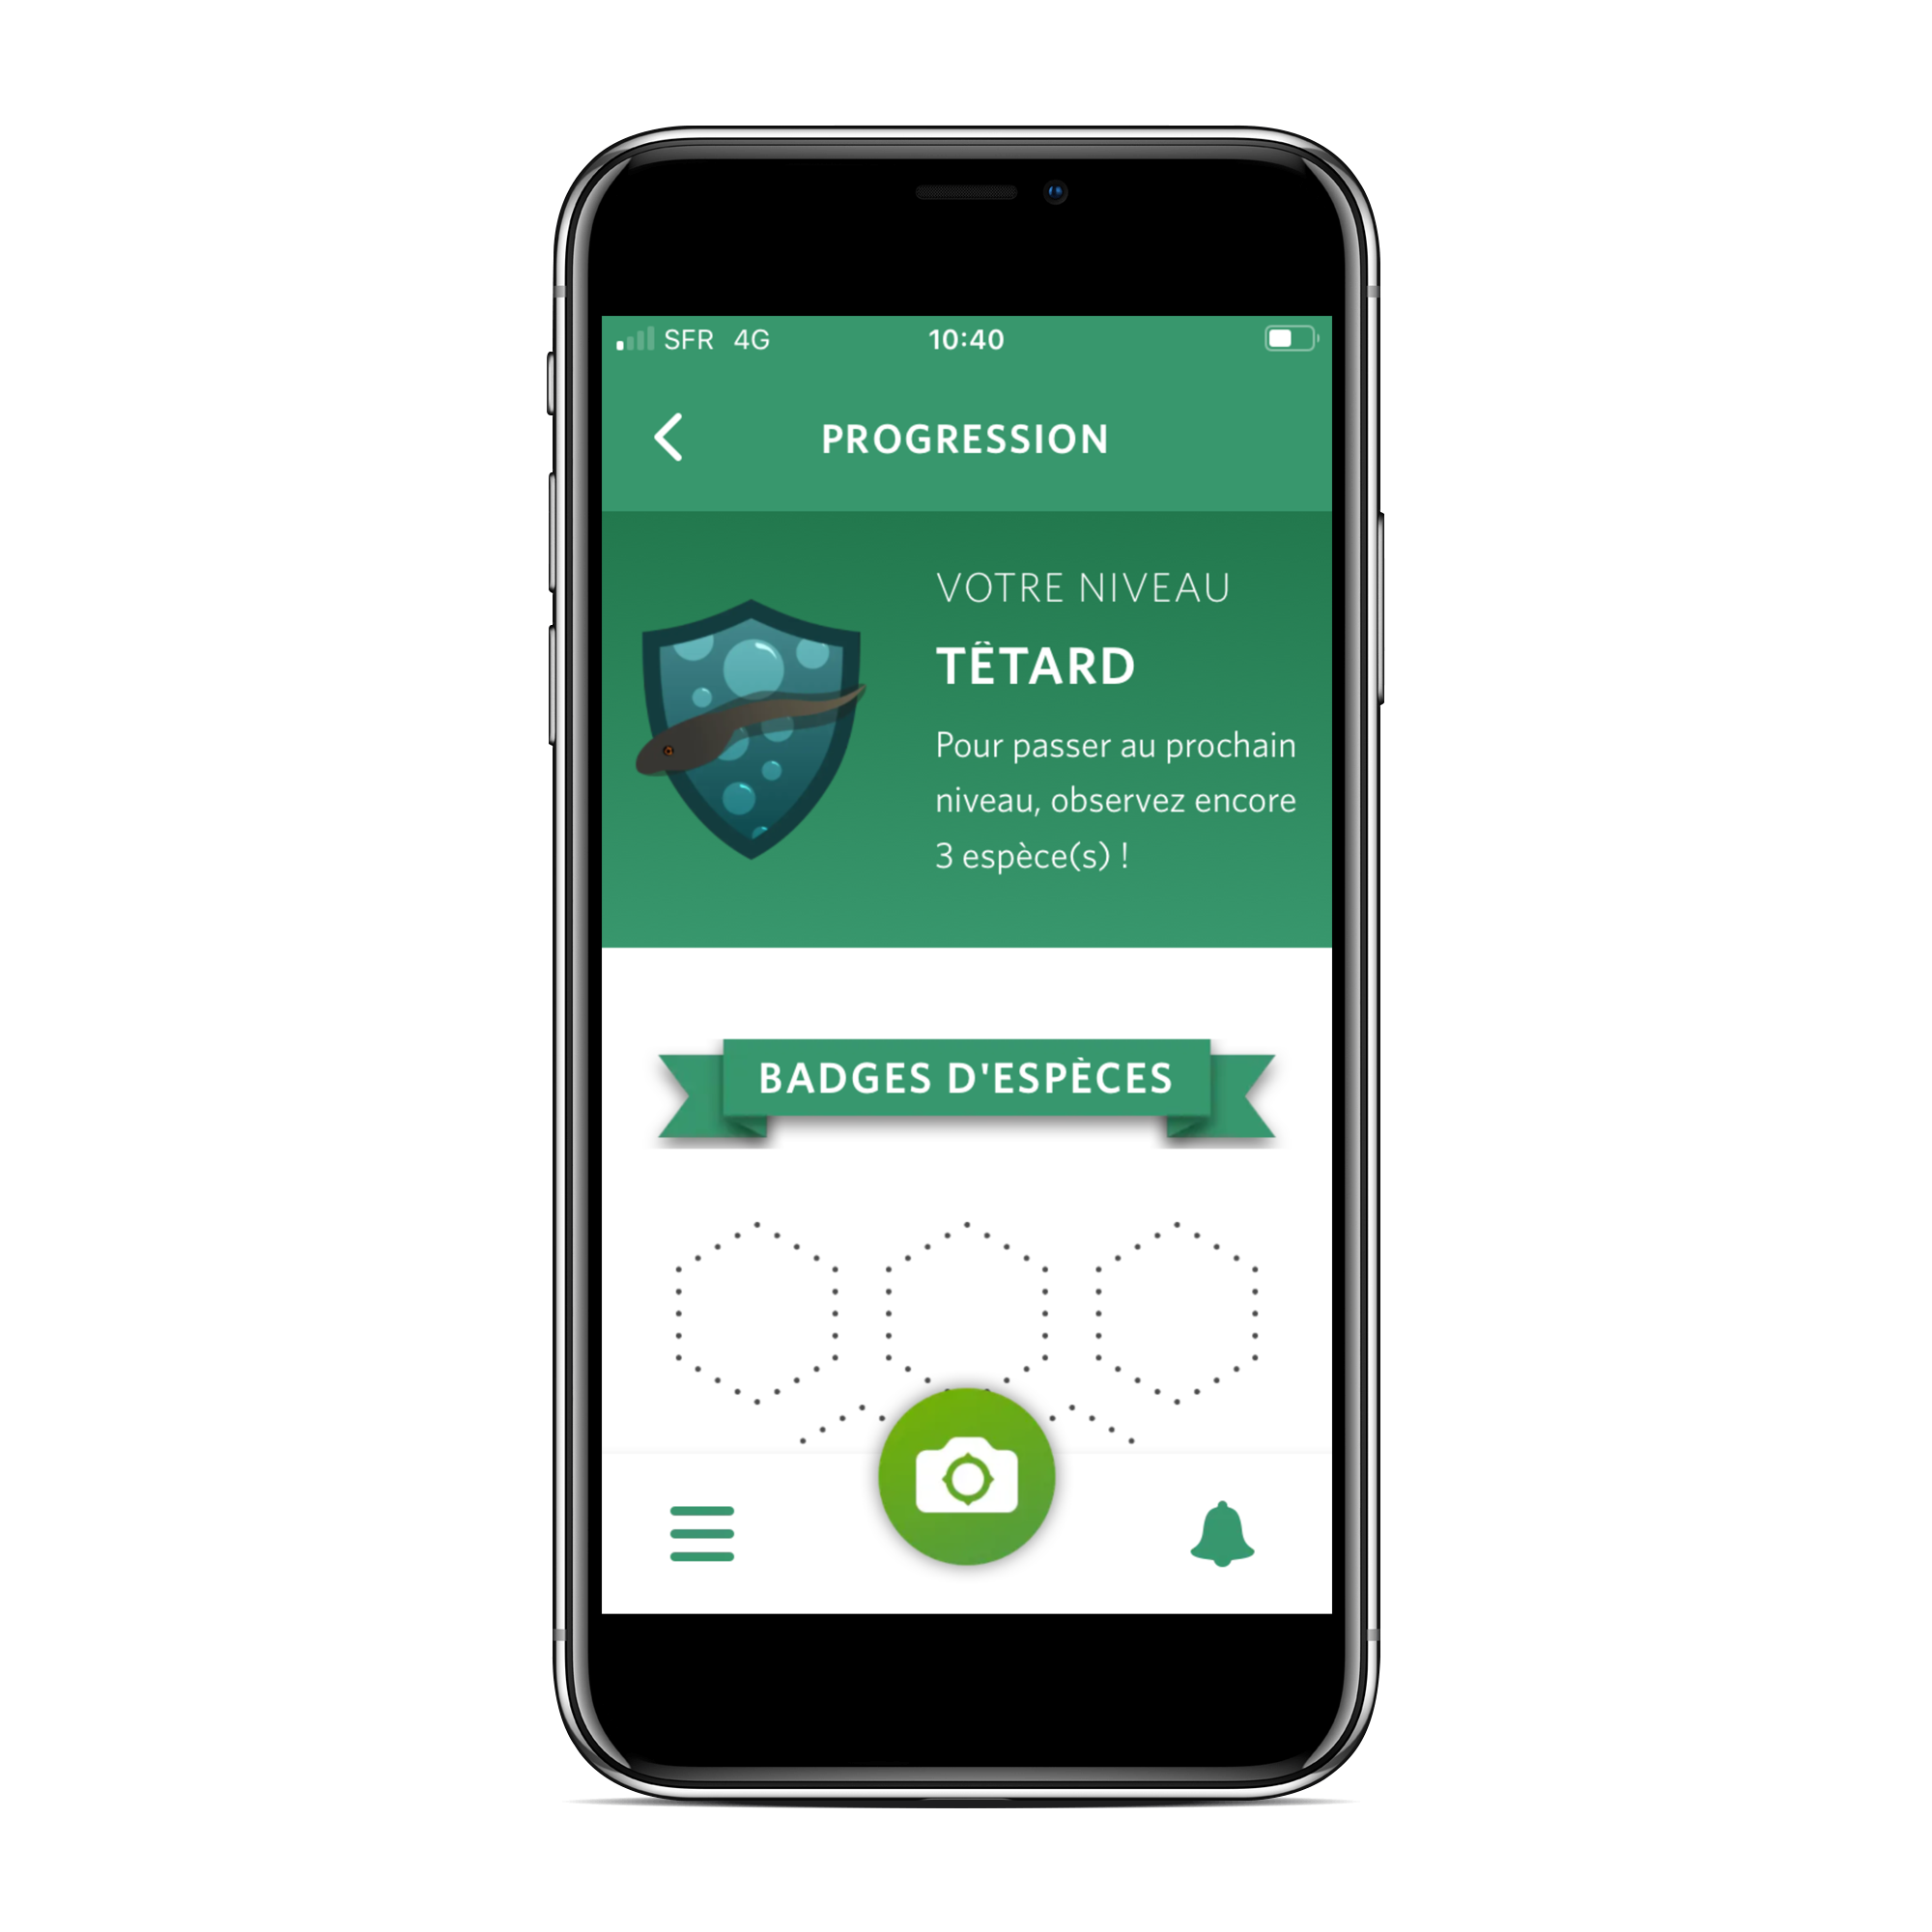 SFR 4G 10:40
PROGRESSION
VOTRE NIVEAU
TÊTARD
Pour passer au prochain
niveau, observez encore
3 espèce(s) !
BADGES D'ESPÈCES